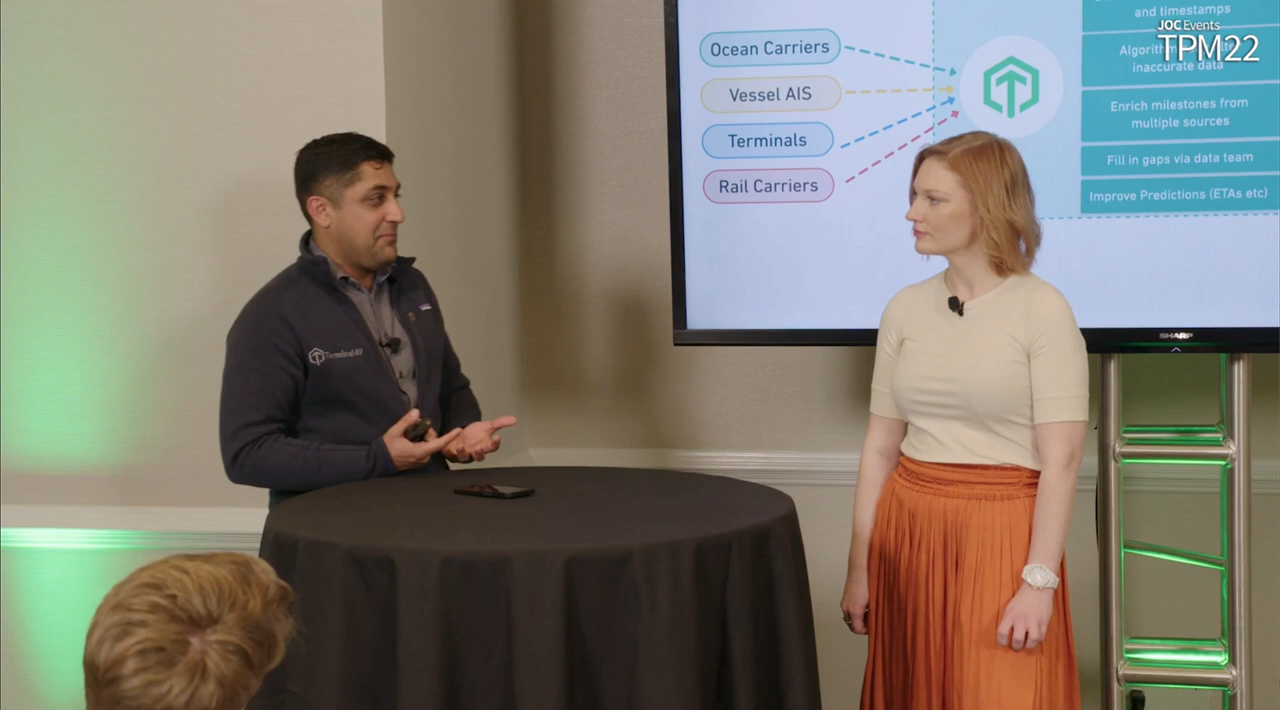 and timestamps
JOC Events
TPM22
Ocean Carriers
Vessel AIS
Terminals
Rail Carriers
inaccurate data
Enrich milestones from
multiple sources
Fill in gaps via data team
Improve Predictions (ETAs etc)
Terminal49
SHARP